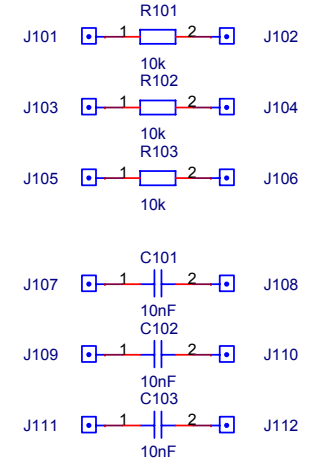 R101
J101 1 2 J102
10k
R102
J103 1 2 J104
10k
R103
J105 1 2 J106
10k
C101
J107 1 2 J108
10nF
C102
J109 1 2 J110
10nF
C103
J111 1 2 J112
10nF